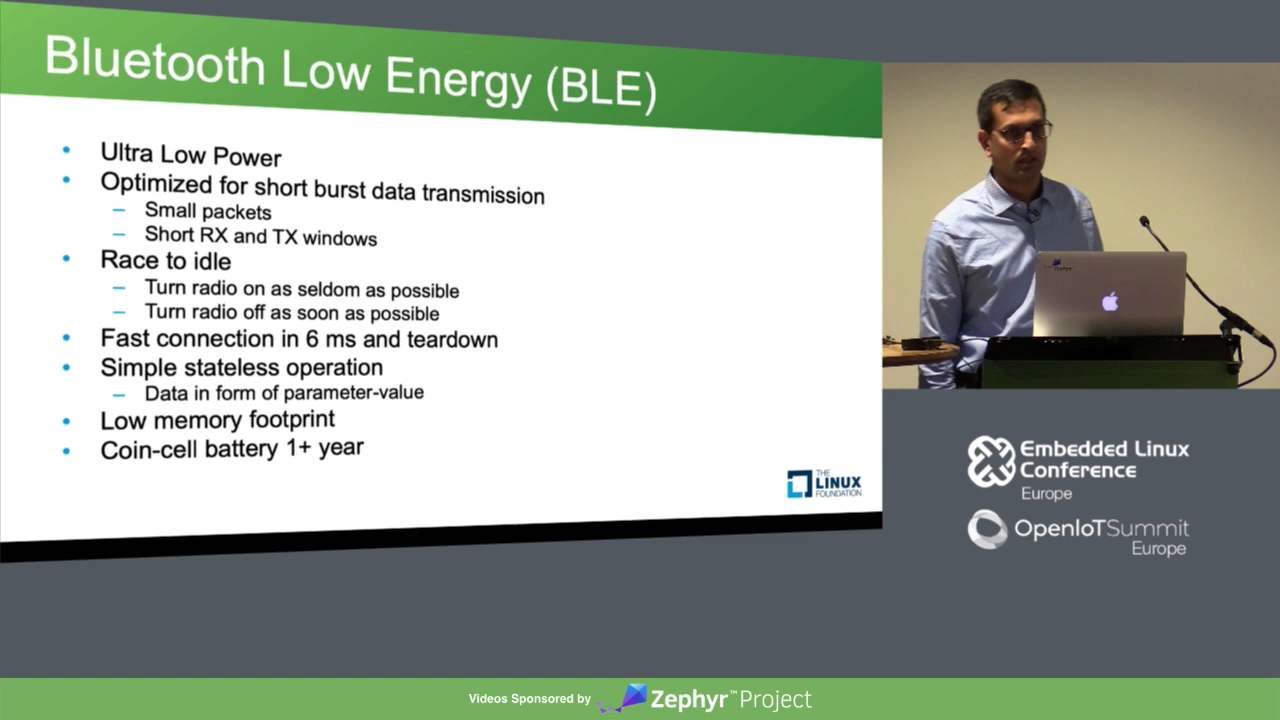 Bluetooth Low Energy (BLE)
• Ultra Low Power
• Optimized for short burst data transmission
– Small packets
– Short RX and TX windows
• Race to idle
– Turn radio on as seldom as possible
– Turn radio off as soon as possible
• Fast connection in 6 ms and teardown
• Simple stateless operation
– Data in form of parameter-value
• Low memory footprint
• Coin-cell battery 1+ year
THE
LINUX
FOUNDATION
Zephyr
Embedded Linux
Conference
Europe
OpenIoTSummit
Europe
Videos Sponsored by Zephyr™Project